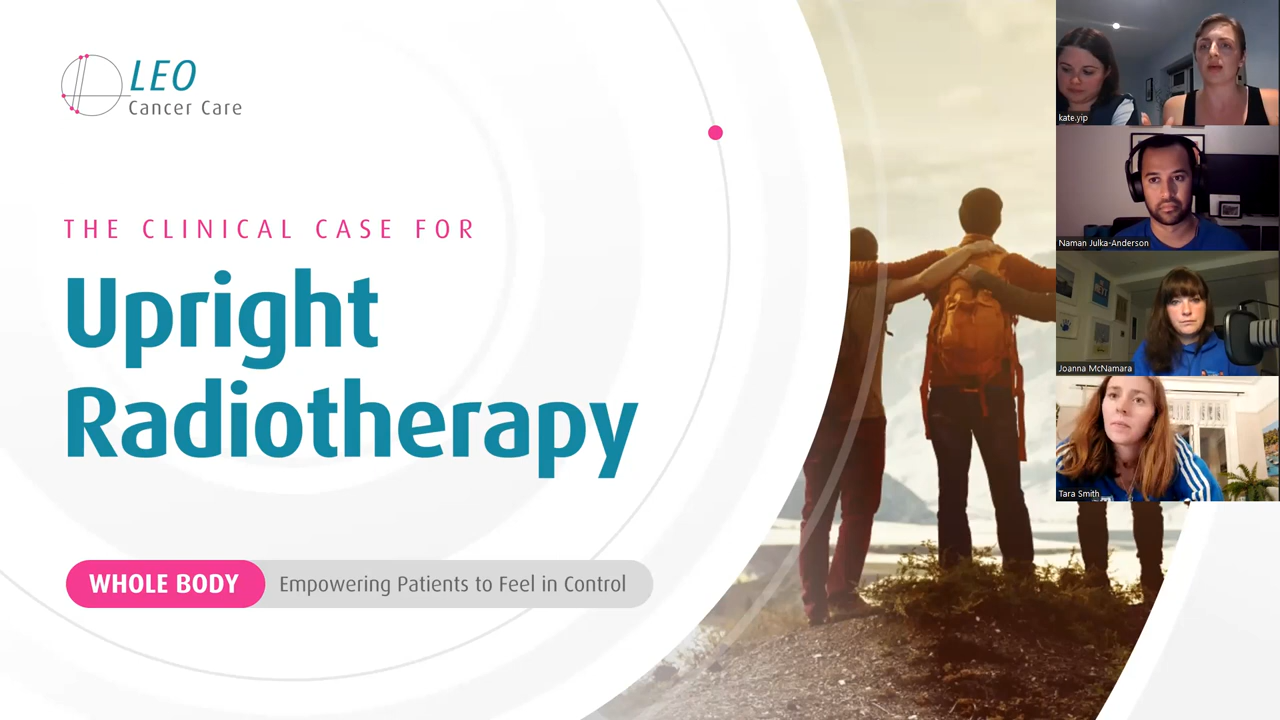 LEO
Cancer Care
THE CLINICAL CASE FOR
Upright
Radiotherapy
WHOLE BODY Empowering Patients to Feel in Control
kate.yip
Naman Julka-Anderson
Joanna McNamara
Tara Smith